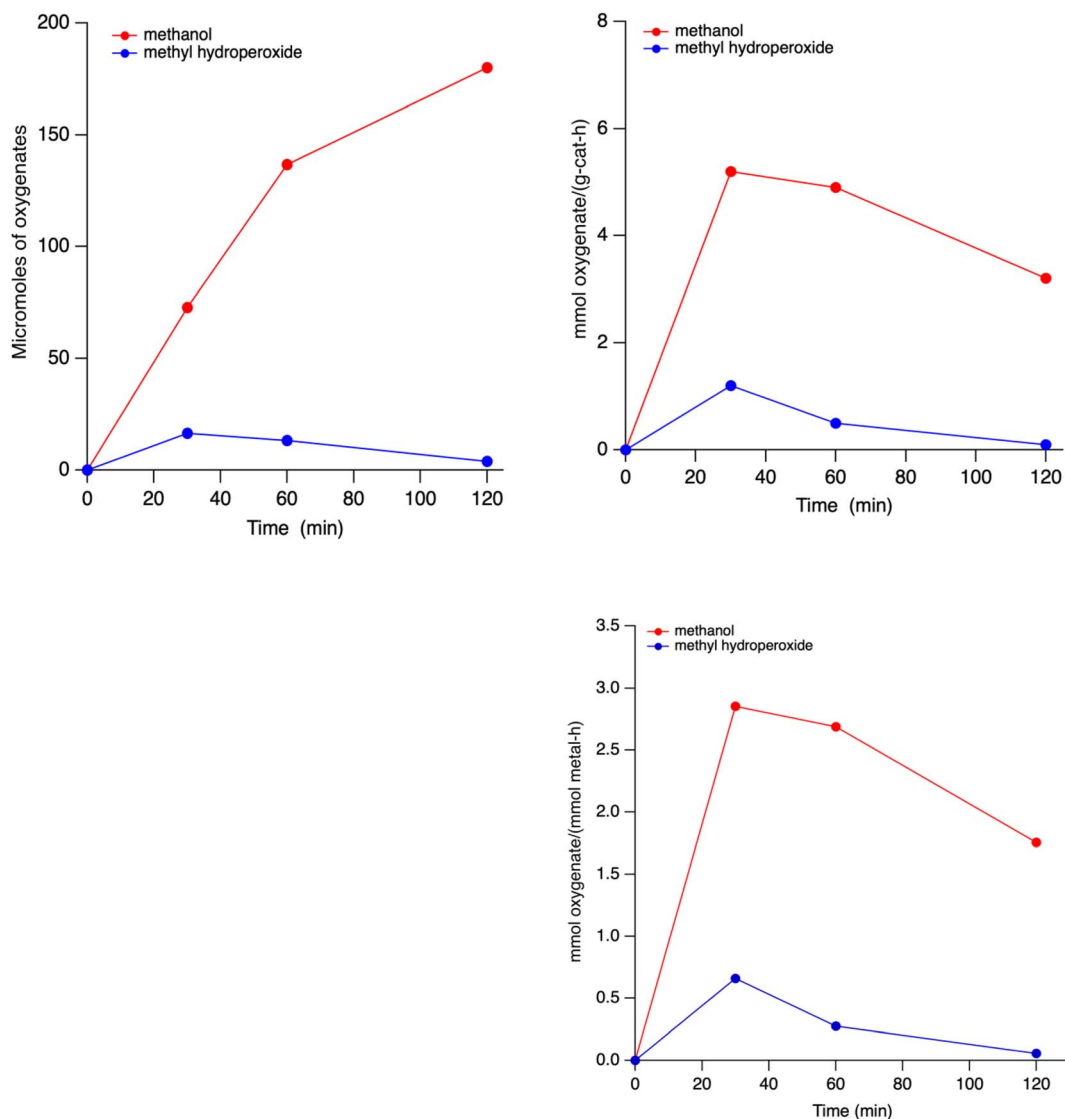 200
150
100
50
0
Micromoles of oxygenates
methanol
methyl hydroperoxide
0 20 40 60 80 100 120
Time (min)
8
6
4
2
0
mmol oxygenate/(g-cat-h)
methanol
methyl hydroperoxide
0 20 40 60 80 100 120
Time (min)
3.5
3.0
2.5
2.0
1.5
1.0
0.5
0.0
mmol oxygenate/(mmol metal-h)
methanol
methyl hydroperoxide
0 20 40 60 80 100 120
Time (min)